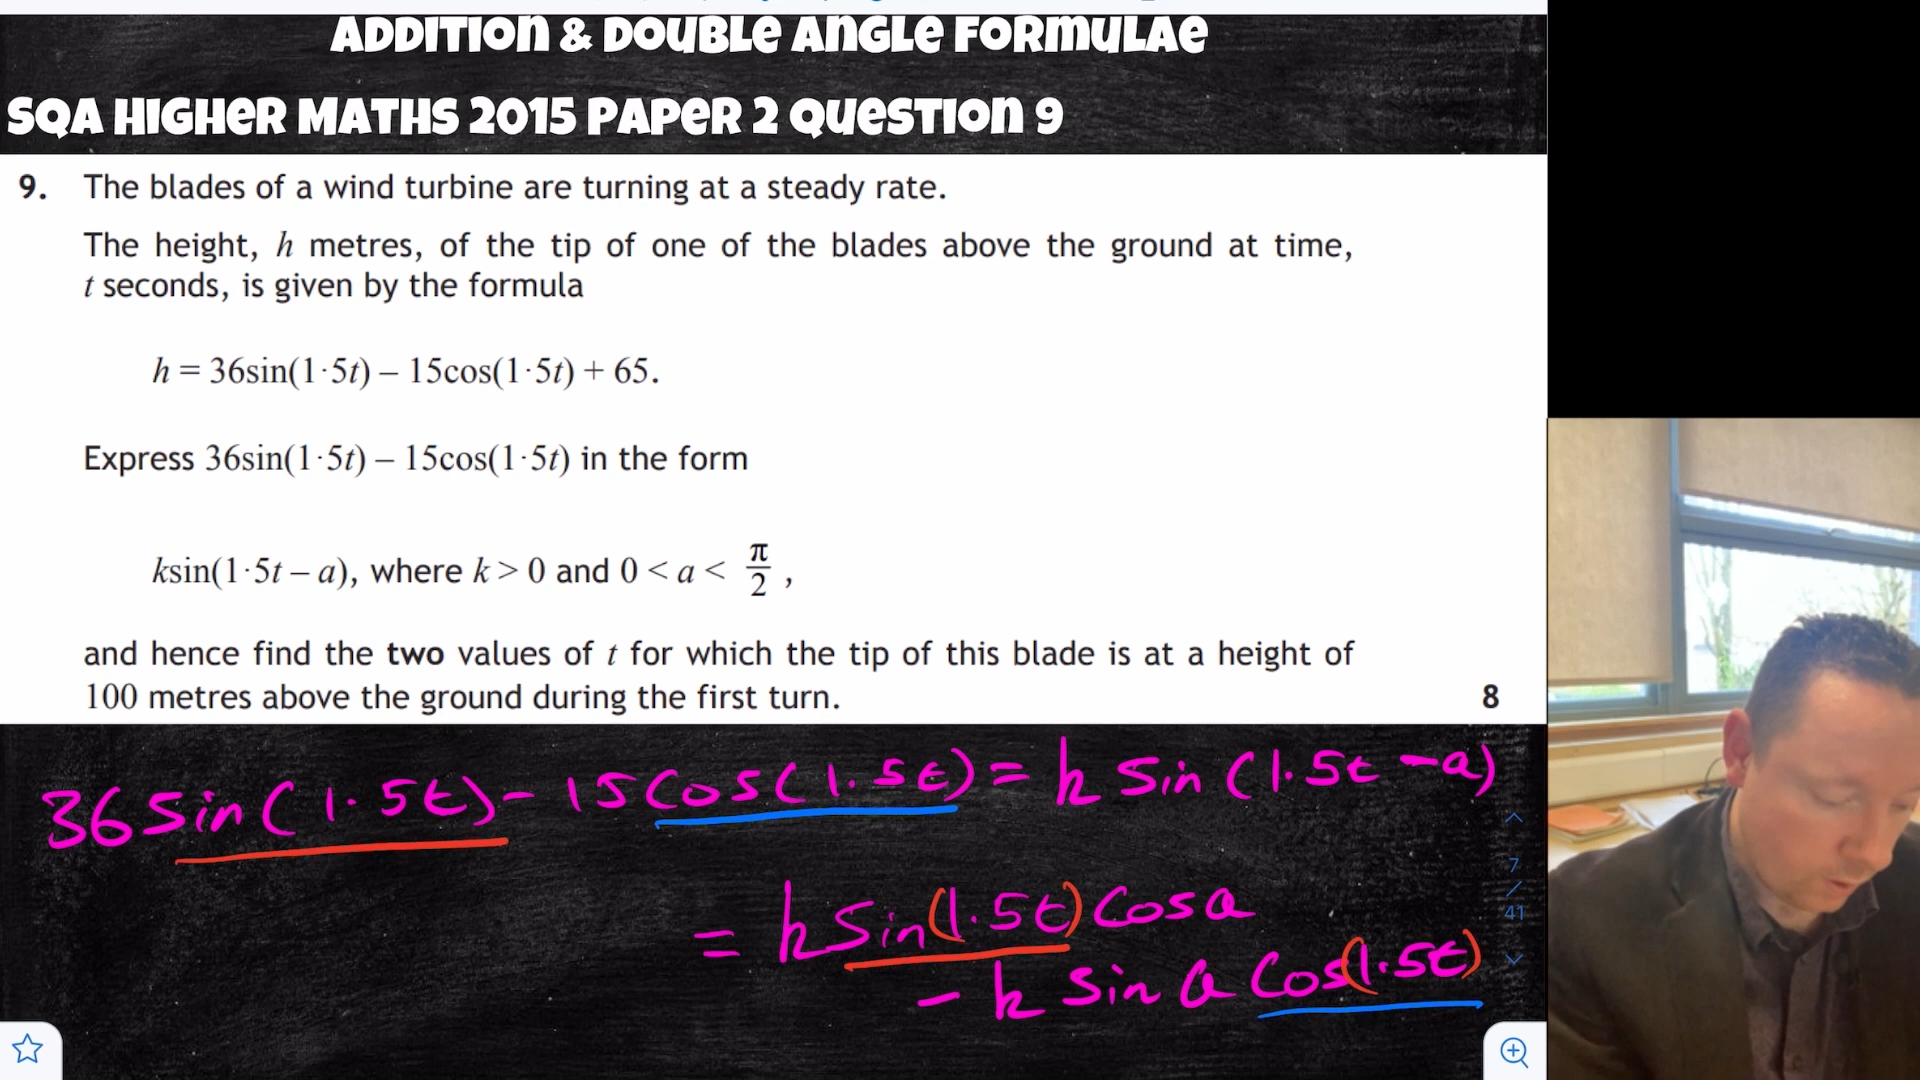 ADDITION & DOUBLE ANGLE FORMULAE
SQA HIGHER MATHS 2015 PAPER 2 QUESTION 9
9. The blades of a wind turbine are turning at a steady rate.
The height, h metres, of the tip of one of the blades above the ground at time,
t seconds, is given by the formula
h = 36sin(1·5t) – 15cos(1·5t) + 65.
Express 36sin(1·5t) – 15cos(1·5t) in the form
ksin(1·5t – a), where k > 0 and 0 < a < π/2 ,
and hence find the two values of t for which the tip of this blade is at a height of
100 metres above the ground during the first turn. 8
36 sin(1.5t) - 15 cos(1.5t) = k sin(1.5t - a)
= k sin(1.5t) cos a
- k sin a cos(1.5t)
7
/
41